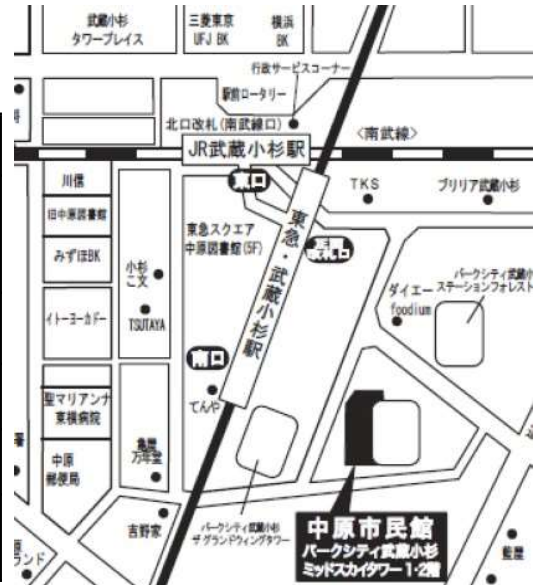 武蔵小杉
タワープレイス
三菱東京
UFJ BK
横浜
BK
行政サービスコーナー
駅前ロータリー
北口改札(南武線口)
〈南武線〉
JR武蔵小杉駅
川信
旧中原図書館
みずほBK
イトーヨーカドー
聖マリアンナ
東横病院
中原
郵便局
小杉
ご文
TSUTAYA
亀屋
万年堂
吉野家
東急スクエア
中原図書館(5F)
東急・武蔵小杉駅
南口
てんや
TKS
ブリリア武蔵小杉
パークシティ武蔵小
ステーションフォレスト
ダイエー
foodium
パークシティ武蔵小杉
ザ グランドウィングタワー
中原市民館
パークシティ武蔵小杉
ミッドスカイタワー1・2階
藍屋
ランド